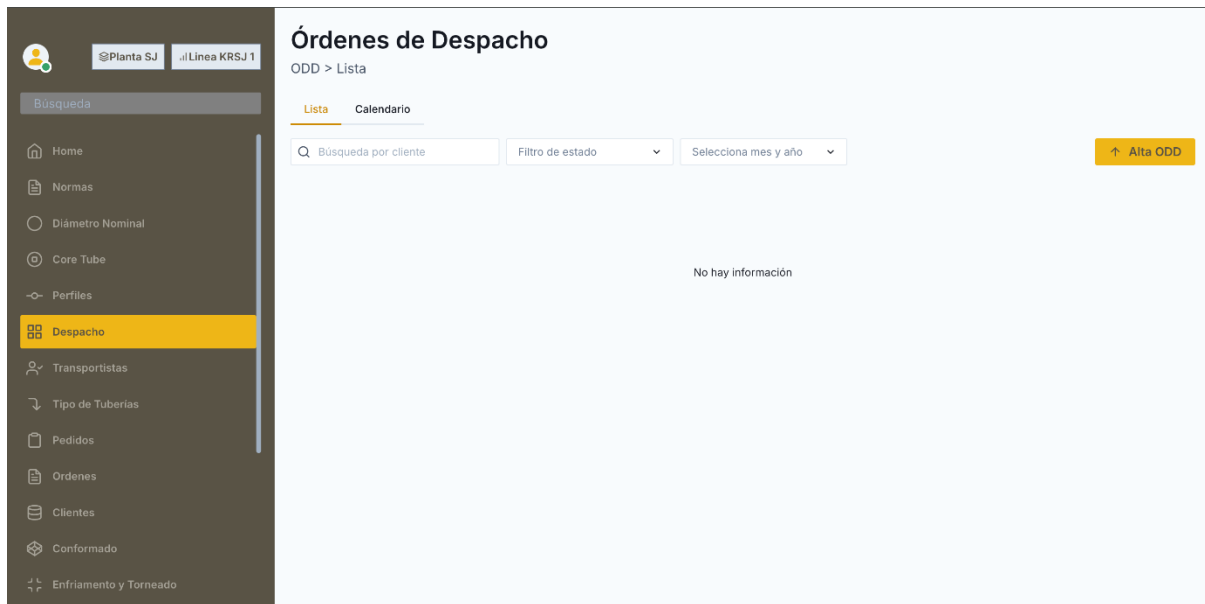 Planta SJ
Linea KRSJ 1
Búsqueda
Home
Normas
Diámetro Nominal
Core Tube
Perfiles
Despacho
Transportistas
Tipo de Tuberías
Pedidos
Ordenes
Clientes
Conformado
Enfriamento y Torneado
Órdenes de Despacho
ODD > Lista
Lista
Calendario
Búsqueda por cliente
Filtro de estado
Selecciona mes y año
Alta ODD
No hay información